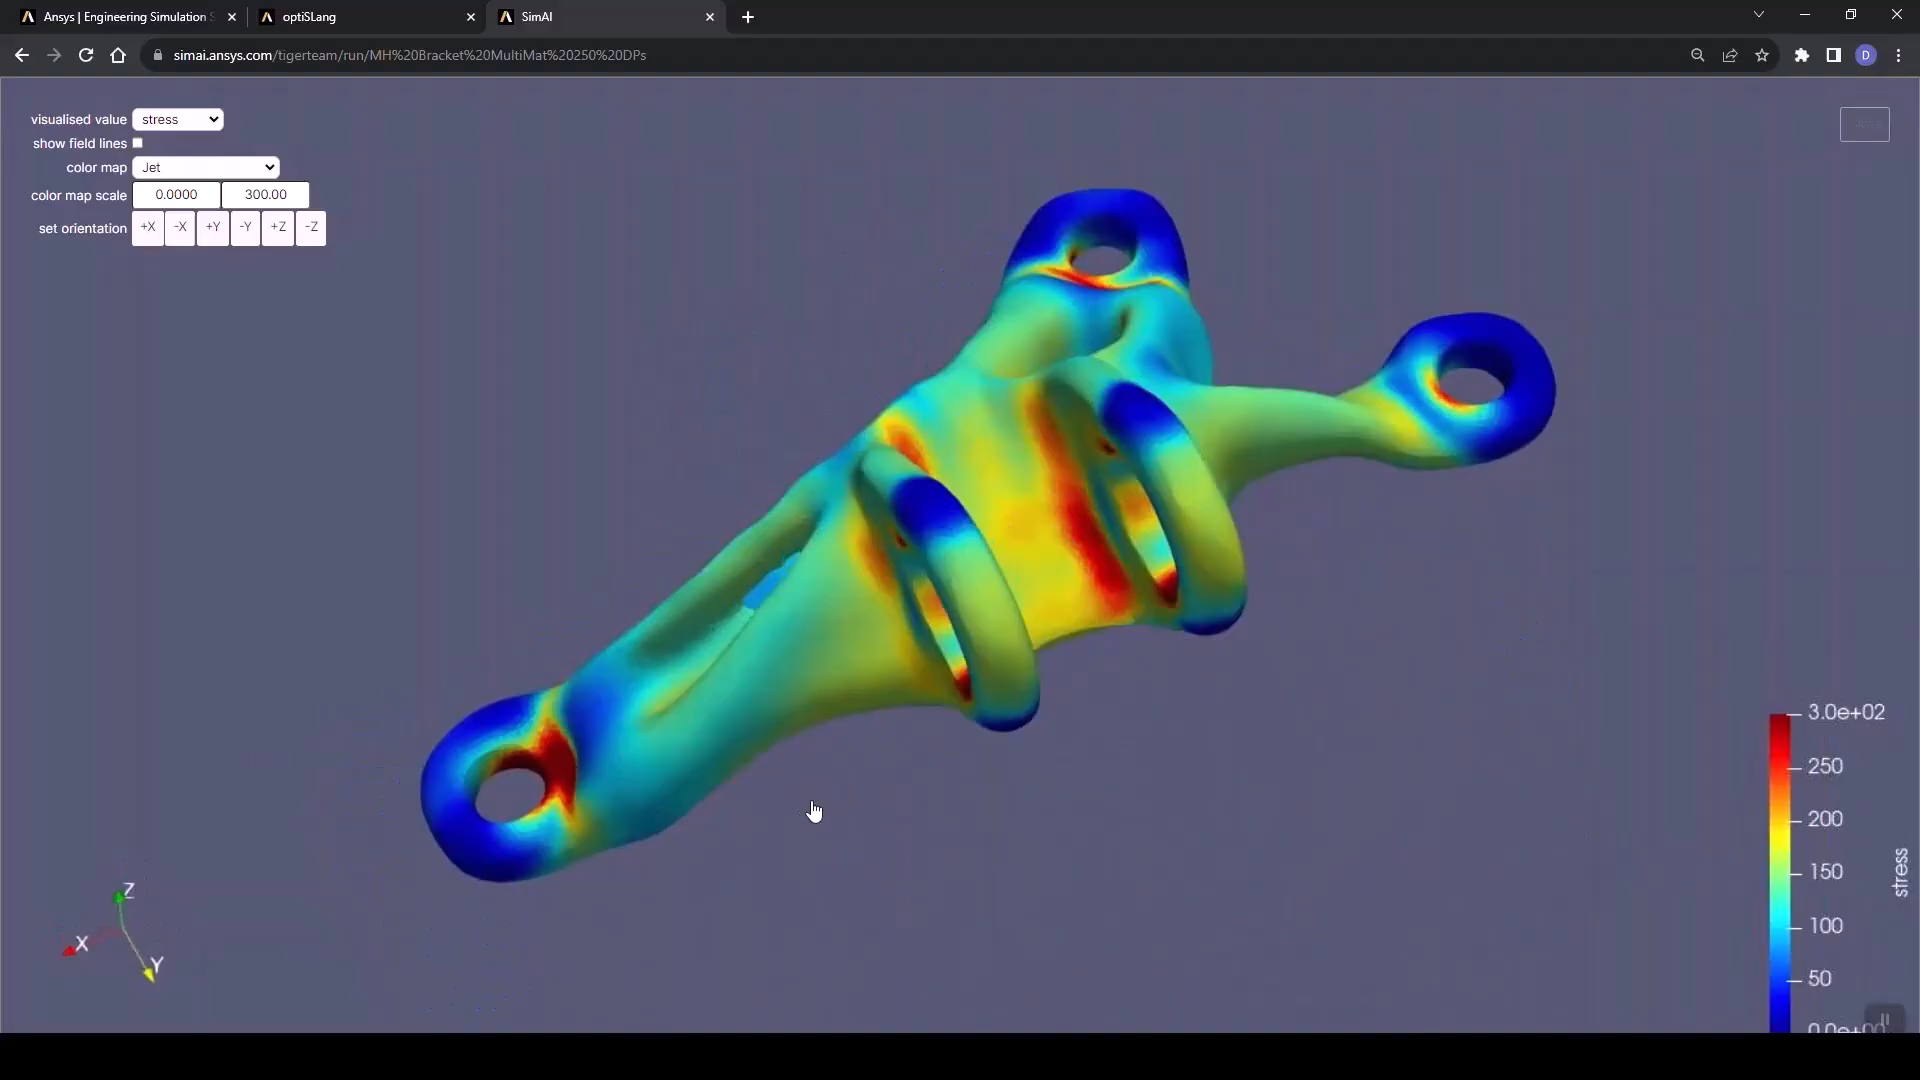 Ansys | Engineering Simulation S
optiSLang
SimAI
simai.ansys.com/tigerteam/run/MH%20Bracket%20MultiMat%20250%20DPs
D
visualised value stress
show field lines
color map Jet
color map scale 0.0000 300.00
set orientation +X -X +Y -Y +Z -Z
3.0e+02
250
200
150
100
50
0.0e+00
stress
Z
X
Y